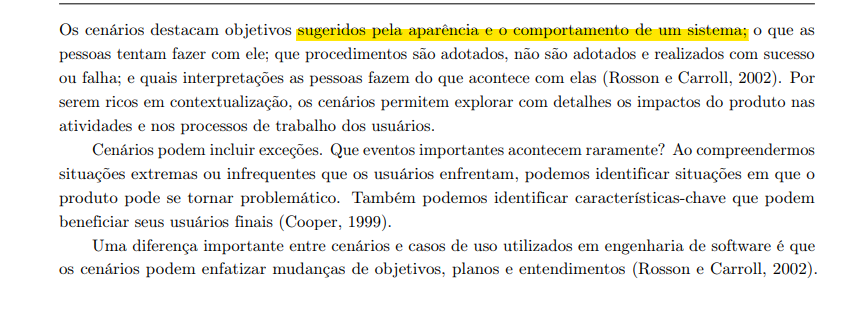 Os cenários destacam objetivos sugeridos pela aparência e o comportamento de um sistema; o que as
pessoas tentam fazer com ele; que procedimentos são adotados, não são adotados e realizados com sucesso
ou falha; e quais interpretações as pessoas fazem do que acontece com elas (Rosson e Carroll, 2002). Por
serem ricos em contextualização, os cenários permitem explorar com detalhes os impactos do produto nas
atividades e nos processos de trabalho dos usuários.
Cenários podem incluir exceções. Que eventos importantes acontecem raramente? Ao compreendermos
situações extremas ou infrequentes que os usuários enfrentam, podemos identificar situações em que o
produto pode se tornar problemático. Também podemos identificar características-chave que podem
beneficiar seus usuários finais (Cooper, 1999).
Uma diferença importante entre cenários e casos de uso utilizados em engenharia de software é que
os cenários podem enfatizar mudanças de objetivos, planos e entendimentos (Rosson e Carroll, 2002).